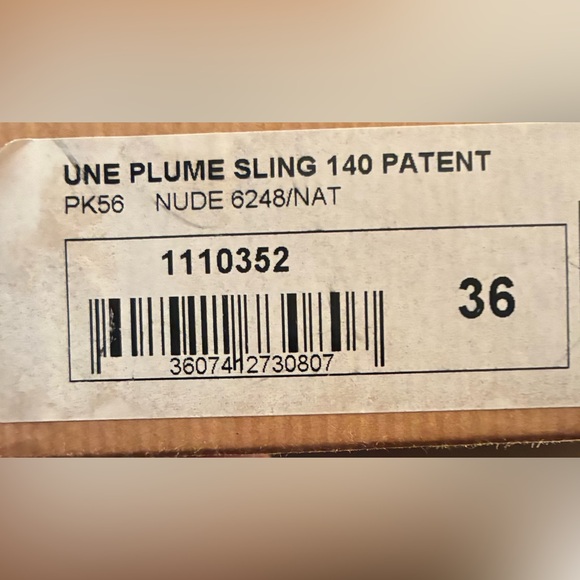 UNE PLUME SLING 140 PATENT
PK56 NUDE 6248/NAT
1110352
36
3607412730807